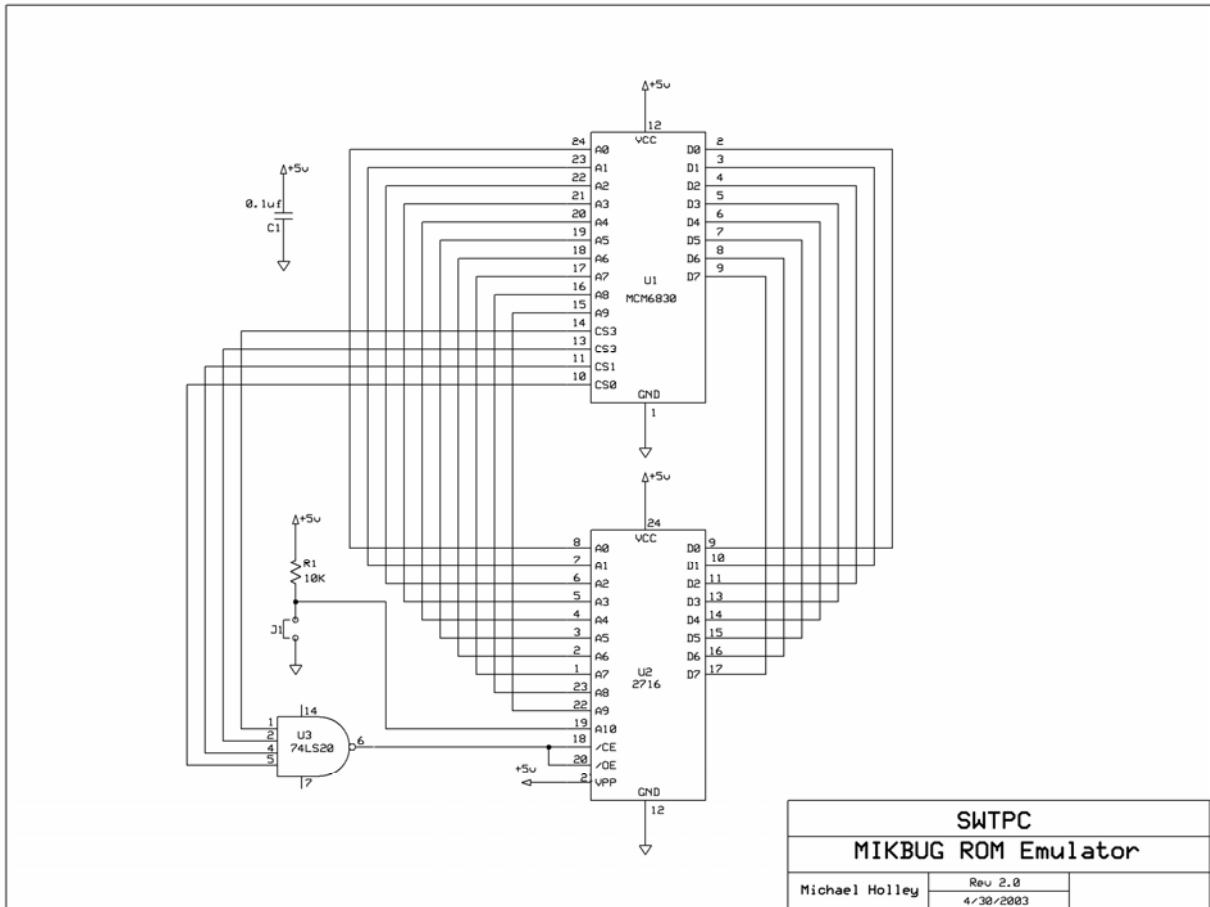 +5v
12
VCC
24 A0 D0 2
23 A1 D1 3
22 A2 D2 4
21 A3 D3 5
20 A4 D4 6
19 A5 D5 7
18 A6 D6 8
17 A7 D7 9
16 A8
15 A9
14 CS3
13 CS3
11 CS1
10 CS0
U1
MCM6830
GND
1
+5v
0.1uf
C1
+5v
24
VCC
8 A0 D0 9
7 A1 D1 10
6 A2 D2 11
5 A3 D3 13
4 A4 D4 14
3 A5 D5 15
2 A6 D6 16
1 A7 D7 17
23 A8
22 A9
19 A10
18 /CE
20 /OE
+5v 2 VPP
U2
2716
GND
12
+5v
R1
10K
J1
14
1
2
4
5
U3
74LS20
6
7
SWTPC
MIKBUG ROM Emulator
Michael Holley
Rev 2.0
4/30/2003